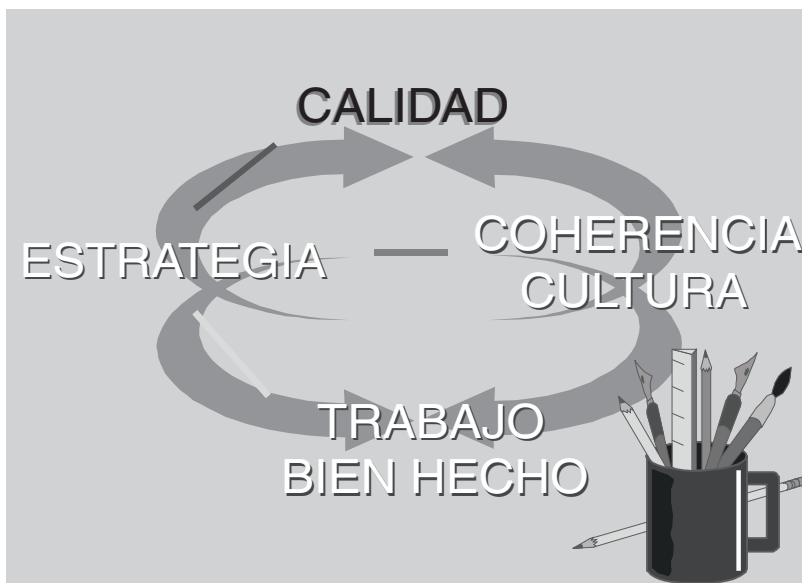 CALIDAD
ESTRATEGIA
COHERENCIA
CULTURA
TRABAJO
BIEN HECHO